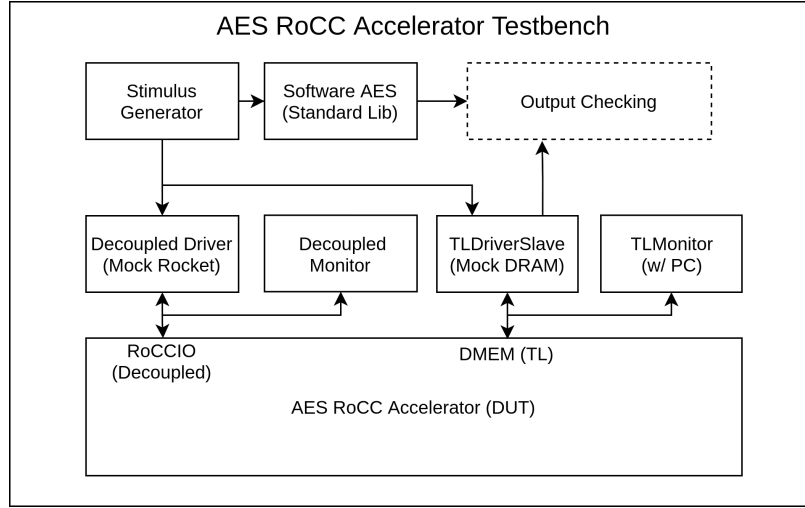 AES RoCC Accelerator Testbench
Stimulus
Generator
Software AES
(Standard Lib)
Output Checking
Decoupled Driver
(Mock Rocket)
Decoupled
Monitor
TLDriverSlave
(Mock DRAM)
TLMonitor
(w/ PC)
RoCCIO
(Decoupled)
DMEM (TL)
AES RoCC Accelerator (DUT)